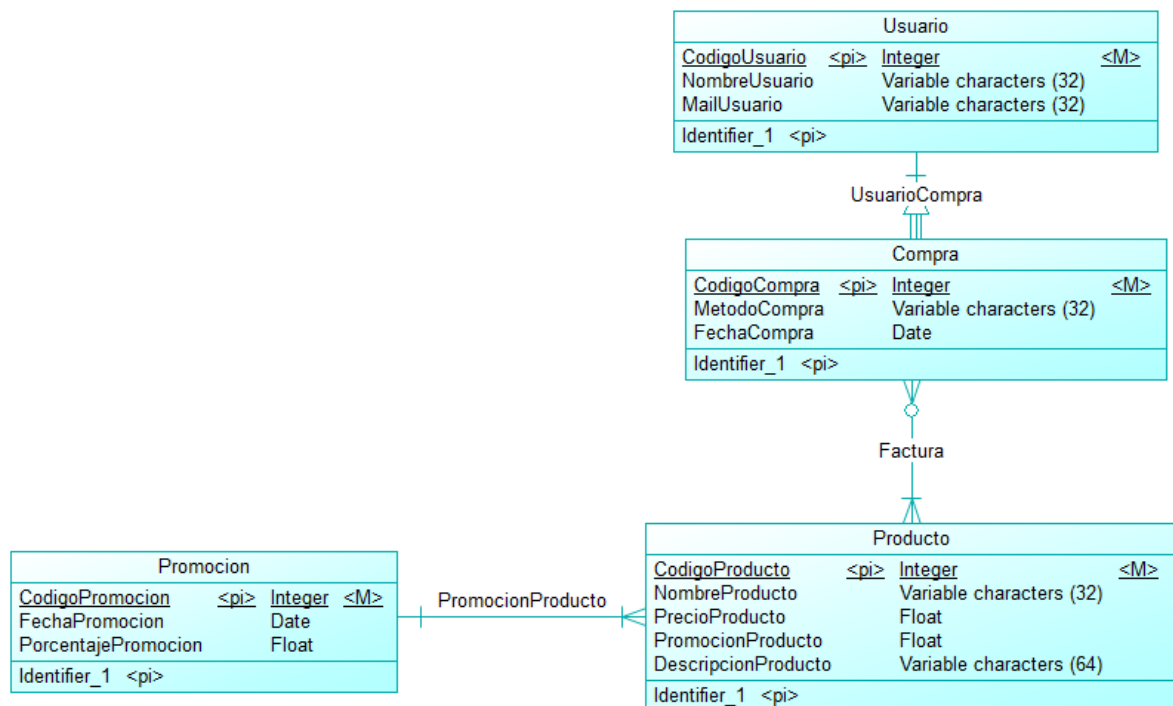 Usuario
CodigoUsuario <pi> Integer <M>
NombreUsuario Variable characters (32)
MailUsuario Variable characters (32)
Identifier_1 <pi>
UsuarioCompra
Compra
CodigoCompra <pi> Integer <M>
MetodoCompra Variable characters (32)
FechaCompra Date
Identifier_1 <pi>
Factura
Promocion
CodigoPromocion <pi> Integer <M>
FechaPromocion Date
PorcentajePromocion Float
Identifier_1 <pi>
PromocionProducto
Producto
CodigoProducto <pi> Integer <M>
NombreProducto Variable characters (32)
PrecioProducto Float
PromocionProducto Float
DescripcionProducto Variable characters (64)
Identifier_1 <pi>